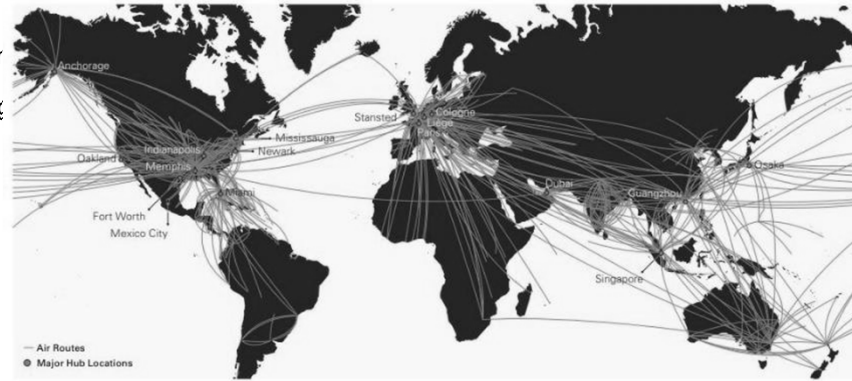 Anchorage
Stansted
Cologne
Liege
Paris
Mississauga
Indianapolis
Newark
Oakland
Memphis
Osaka
Dubai
Miami
Guangzhou
Fort Worth
Mexico City
Singapore
Air Routes
Major Hub Locations